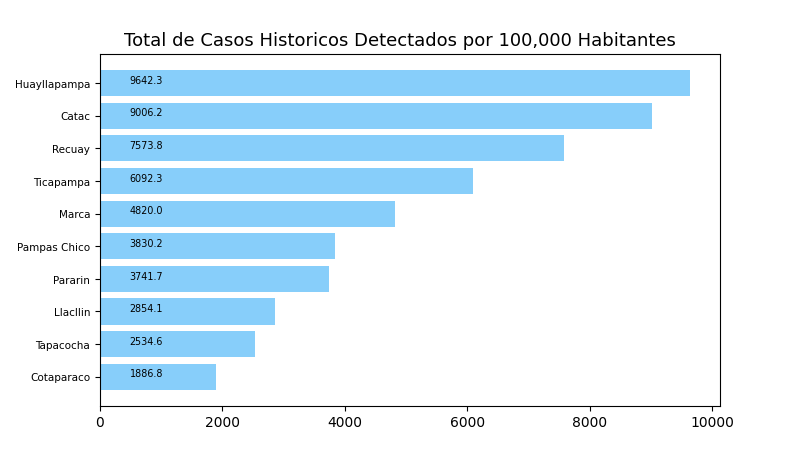 Total de Casos Historicos Detectados por 100,000 Habitantes
Huayllapampa 9642.3
Catac 9006.2
Recuay 7573.8
Ticapampa 6092.3
Marca 4820.0
Pampas Chico 3830.2
Pararin 3741.7
Llacllin 2854.1
Tapacocha 2534.6
Cotaparaco 1886.8
0 2000 4000 6000 8000 10000